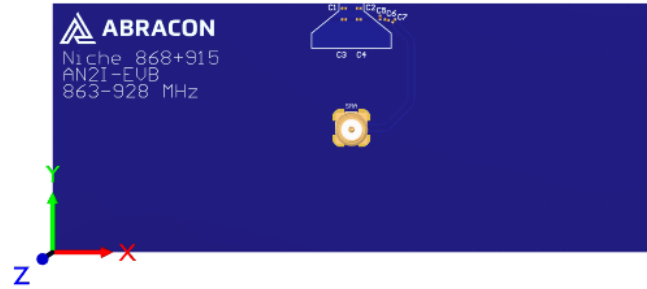 ABRACON
Niche 868+915
AN2I-EVB
863-928 MHz
C1 C2 C5 C6 C7
C3 C4
SMA
Y
X
Z